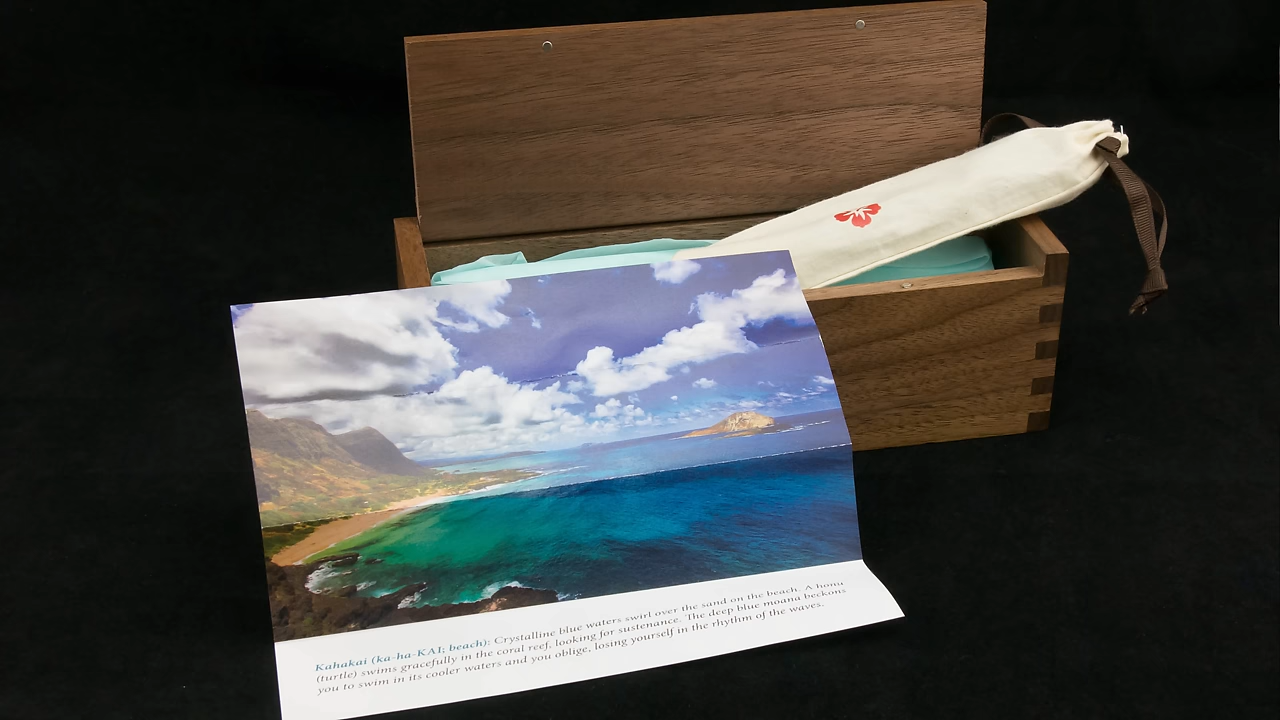 Kahakai (ka-ha-KAI; beach): Crystalline blue waters swirl over the sand on the beach. A honu
(turtle) swims gracefully in the coral reef, looking for sustenance. The deep blue moana beckons
you to swim in its cooler waters and you oblige, losing yourself in the rhythm of the waves.